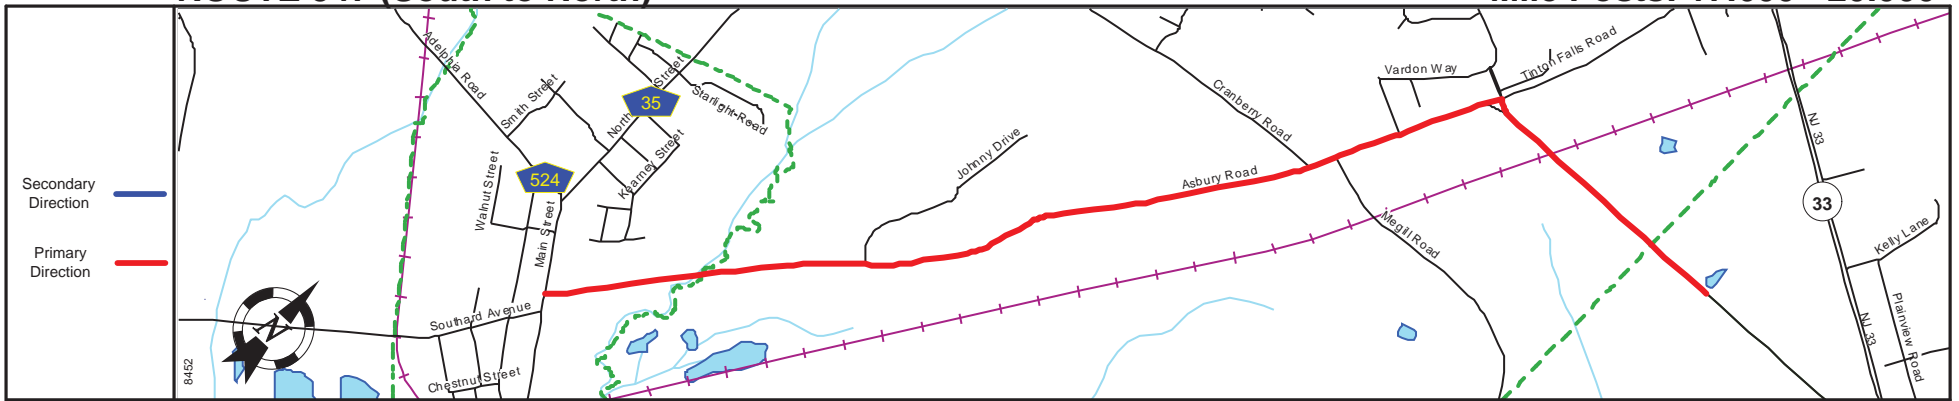 Secondary
Direction
Primary
Direction
8452
Adelphia Road
Smith Street
Walnut Street
Main Street
Southard Avenue
Chestnut Street
524
35
North Street
Kearney Street
Starlight Road
Johnny Drive
Asbury Road
Cranberry Road
Vardon Way
Tinton Falls Road
Megill Road
NJ 33
33
NJ 33
Kelly Lane
Plainview Road